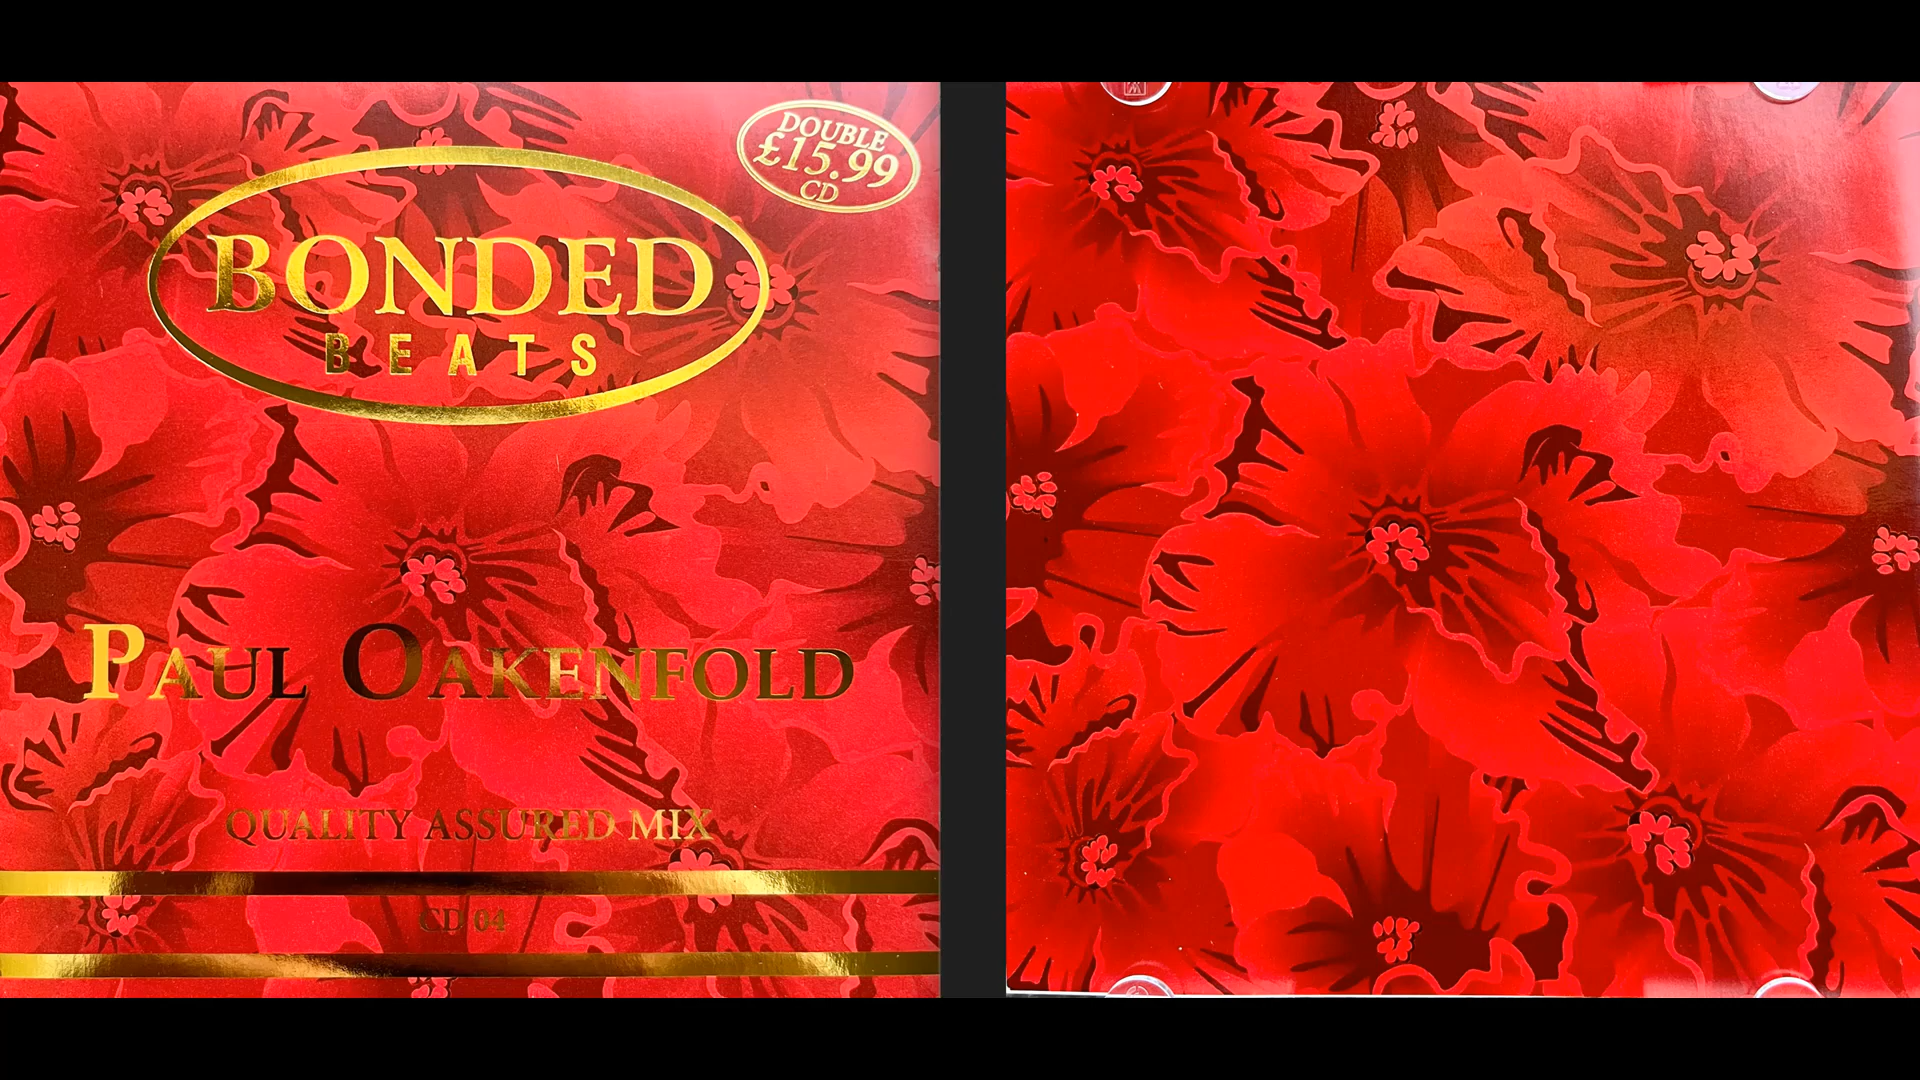 DOUBLE
£15.99
CD
BONDED
BEATS
PAUL OAKENFOLD
QUALITY ASSURED MIX
CD 04